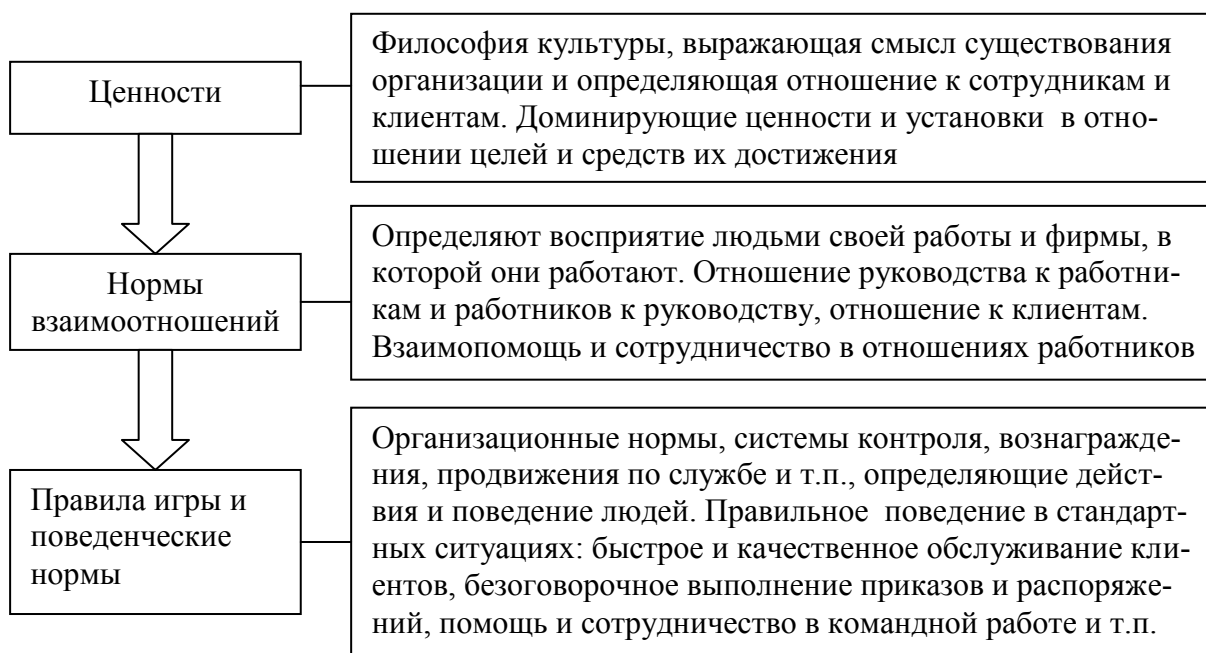 Ценности
Философия культуры, выражающая смысл существования
организации и определяющая отношение к сотрудникам и
клиентам. Доминирующие ценности и установки в отно-
шении целей и средств их достижения
Нормы
взаимоотношений
Определяют восприятие людьми своей работы и фирмы, в
которой они работают. Отношение руководства к работни-
кам и работников к руководству, отношение к клиентам.
Взаимопомощь и сотрудничество в отношениях работников
Правила игры и
поведенческие
нормы
Организационные нормы, системы контроля, вознагражде-
ния, продвижения по службе и т.п., определяющие дейст-
вия и поведение людей. Правильное поведение в стандарт-
ных ситуациях: быстрое и качественное обслуживание кли-
ентов, безоговорочное выполнение приказов и распоряже-
ний, помощь и сотрудничество в командной работе и т.п.